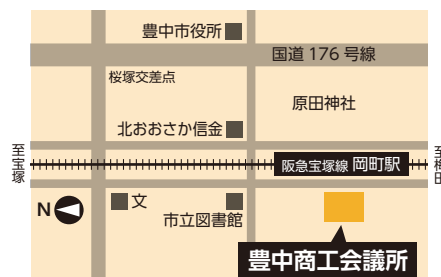 豊中市役所
国道 176 号線
桜塚交差点
原田神社
北おおさか信金
至宝塚
阪急宝塚線 岡町駅
至梅田
N
文
市立図書館
豊中商工会議所